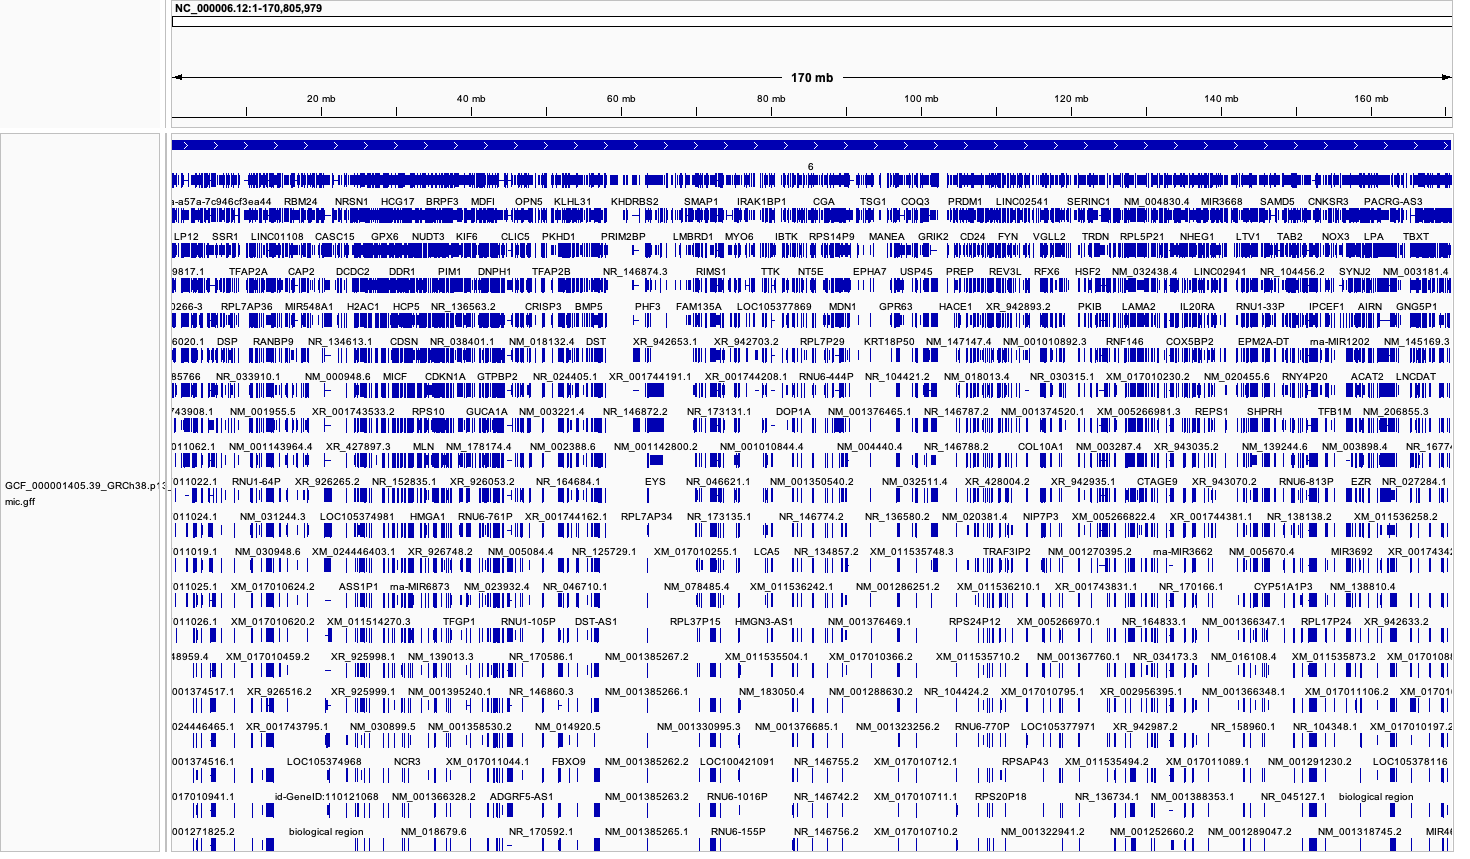 NC_000006.12:1-170,805,979
170 mb
20 mb 40 mb 60 mb 80 mb 100 mb 120 mb 140 mb 160 mb
6
a-a57a-7c946cf3ea44 RBM24 NRSN1 HCG17 BRPF3 MDFI OPN5 KLHL31 KHDRBS2 SMAP1 IRAK1BP1 CGA TSG1 COQ3 PRDM1 LINC02541 SERINC1 NM_004830.4 MIR3668 SAMD5 CNKSR3 PACRG-AS3
LP12 SSR1 LINC01108 CASC15 GPX6 NUDT3 KIF6 CLIC5 PKHD1 PRIM2BP LMBRD1 MYO6 IBTK RPS14P9 MANEA GRIK2 CD24 FYN VGLL2 TRDN RPL5P21 NHEG1 LTV1 TAB2 NOX3 LPA TBXT
9817.1 TFAP2A CAP2 DCDC2 DDR1 PIM1 DNPH1 TFAP2B NR_146874.3 RIMS1 TTK NT5E EPHA7 USP45 PREP REV3L RFX6 HSF2 NM_032438.4 LINC02941 NR_104456.2 SYNJ2 NM_003181.4
0266-3 RPL7AP36 MIR548A1 H2AC1 HCP5 NR_136563.2 CRISP3 BMP5 PHF3 FAM135A LOC105377869 MDN1 GPR63 HACE1 XR_942893.2 PKIB LAMA2 IL20RA RNU1-33P IPCEF1 AIRN GNG5P1
6020.1 DSP RANBP9 NR_134613.1 CDSN NR_038401.1 NM_018132.4 DST XR_942653.1 XR_942703.2 RPL7P29 KRT18P50 NM_147147.4 NM_001010892.3 RNF146 COX5BP2 EPM2A-DT rna-MIR1202 NM_145169.3
85766 NR_033910.1 NM_000948.6 MICF CDKN1A GTPBP2 NR_024405.1 XR_001744191.1 XR_001744208.1 RNU6-444P NR_104421.2 NM_018013.4 NR_030315.1 XM_017010230.2 NM_020455.6 RNY4P20 ACAT2 LNCDAT
743908.1 NM_001955.5 XR_001743533.2 RPS10 GUCA1A NM_003221.4 NR_146872.2 NR_173131.1 DOP1A NM_001376465.1 NR_146787.2 NM_001374520.1 XM_005266981.3 REPS1 SHPRH TFB1M NM_206855.3
011062.1 NM_001143964.4 XR_427897.3 MLN NM_178174.4 NM_002388.6 NM_001142800.2 NM_001010844.4 NM_004440.4 NR_146788.2 COL10A1 NM_003287.4 XR_943035.2 NM_139244.6 NM_003898.4 NR_1677
GCF_000001405.39_GRCh38.p13
mic.gff
011022.1 RNU1-64P XR_926265.2 NR_152835.1 XR_926053.2 NR_164684.1 EYS NR_046621.1 NM_001350540.2 NM_032511.4 XR_428004.2 XR_942935.1 CTAGE9 XR_943070.2 RNU6-813P EZR NR_027284.1
011024.1 NM_031244.3 LOC105374981 HMGA1 RNU6-761P XR_001744162.1 RPL7AP34 NR_173135.1 NR_146774.2 NR_136580.2 NM_020381.4 NIP7P3 XM_005266822.4 XR_001744381.1 NR_138138.2 XM_011536258.2
011019.1 NM_030948.6 XM_024446403.1 XR_926748.2 NM_005084.4 NR_125729.1 XM_017010255.1 LCA5 NR_134857.2 XM_011535748.3 TRAF3IP2 NM_001270395.2 rna-MIR3662 NM_005670.4 MIR3692 XR_0017434
011025.1 XM_017010624.2 ASS1P1 rna-MIR6873 NM_023932.4 NR_046710.1 NM_078485.4 XM_011536242.1 NM_001286251.2 XM_011536210.1 XR_001743831.1 NR_170166.1 CYP51A1P3 NM_138810.4
011026.1 XM_017010620.2 XM_011514270.3 TFGP1 RNU1-105P DST-AS1 RPL37P15 HMGN3-AS1 NM_001376469.1 RPS24P12 XM_005266970.1 NR_164833.1 NM_001366347.1 RPL17P24 XR_942633.2
48959.4 XM_017010459.2 XR_925998.1 NM_139013.3 NR_170586.1 NM_001385267.2 XM_011535504.1 XM_017010366.2 XM_011535710.2 NM_001367760.1 NR_034173.3 NM_016108.4 XM_011535873.2 XM_0170108
001374517.1 XR_926516.2 XR_925999.1 NM_001395240.1 NR_146860.3 NM_001385266.1 NM_183050.4 NM_001288630.2 NR_104424.2 XM_017010795.1 XR_002956395.1 NM_001366348.1 XM_017011106.2 XM_01701
024446465.1 XR_001743795.1 NM_030899.5 NM_001358530.2 NM_014920.5 NM_001330995.3 NM_001376685.1 NM_001323256.2 RNU6-770P LOC105377971 XR_942987.2 NR_158960.1 NR_104348.1 XM_017010197.2
001374516.1 LOC105374968 NCR3 XM_017011044.1 FBXO9 NM_001385262.2 LOC100421091 NR_146755.2 XM_017010712.1 RPSAP43 XM_011535494.2 XM_017011089.1 NM_001291230.2 LOC105378116
017010941.1 id-GeneID:110121068 NM_001366328.2 ADGRF5-AS1 NM_001385263.2 RNU6-1016P NR_146742.2 XM_017010711.1 RPS20P18 NR_136734.1 NM_001388353.1 NR_045127.1 biological region
001271825.2 biological region NM_018679.6 NR_170592.1 NM_001385265.1 RNU6-155P NR_146756.2 XM_017010710.2 NM_001322941.2 NM_001252660.2 NM_001289047.2 NM_001318745.2 MIR46